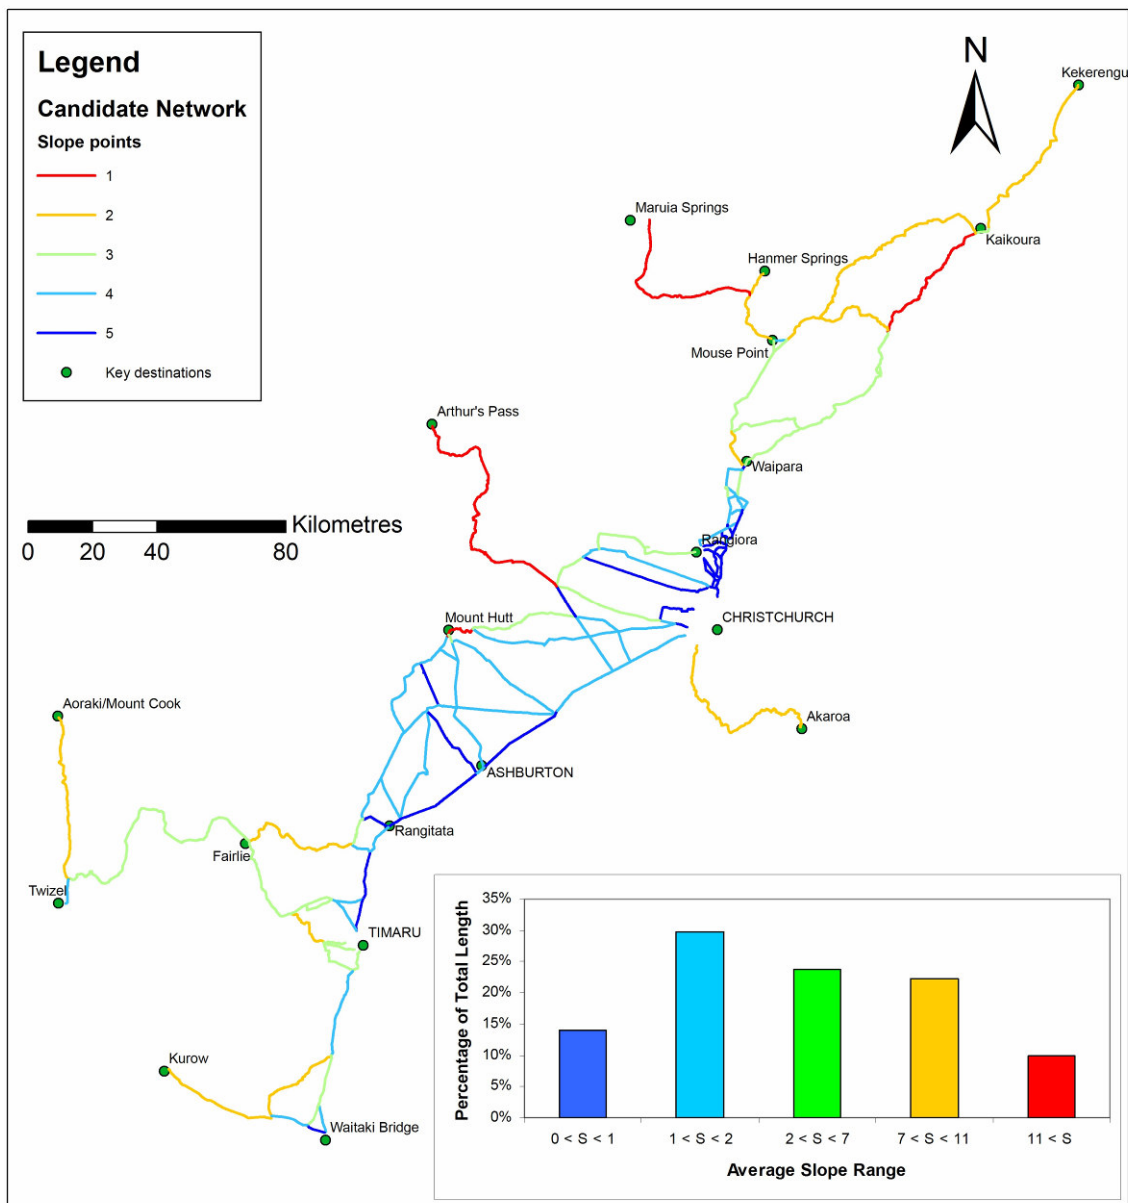 Legend
Candidate Network
Slope points
1
2
3
4
5
Key destinations
N
Kekerengu
Maruia Springs
Kaikoura
Hanmer Springs
Mouse Point
Arthur's Pass
Waipara
Kilometres
0 20 40 80
Rangiora
Mount Hutt
CHRISTCHURCH
Aoraki/Mount Cook
Akaroa
ASHBURTON
Rangitata
Fairlie
Twizel
TIMARU
Kurow
Waitaki Bridge
Percentage of Total Length
35%
30%
25%
20%
15%
10%
5%
0%
0 < S < 1 1 < S < 2 2 < S < 7 7 < S < 11 11 < S
Average Slope Range